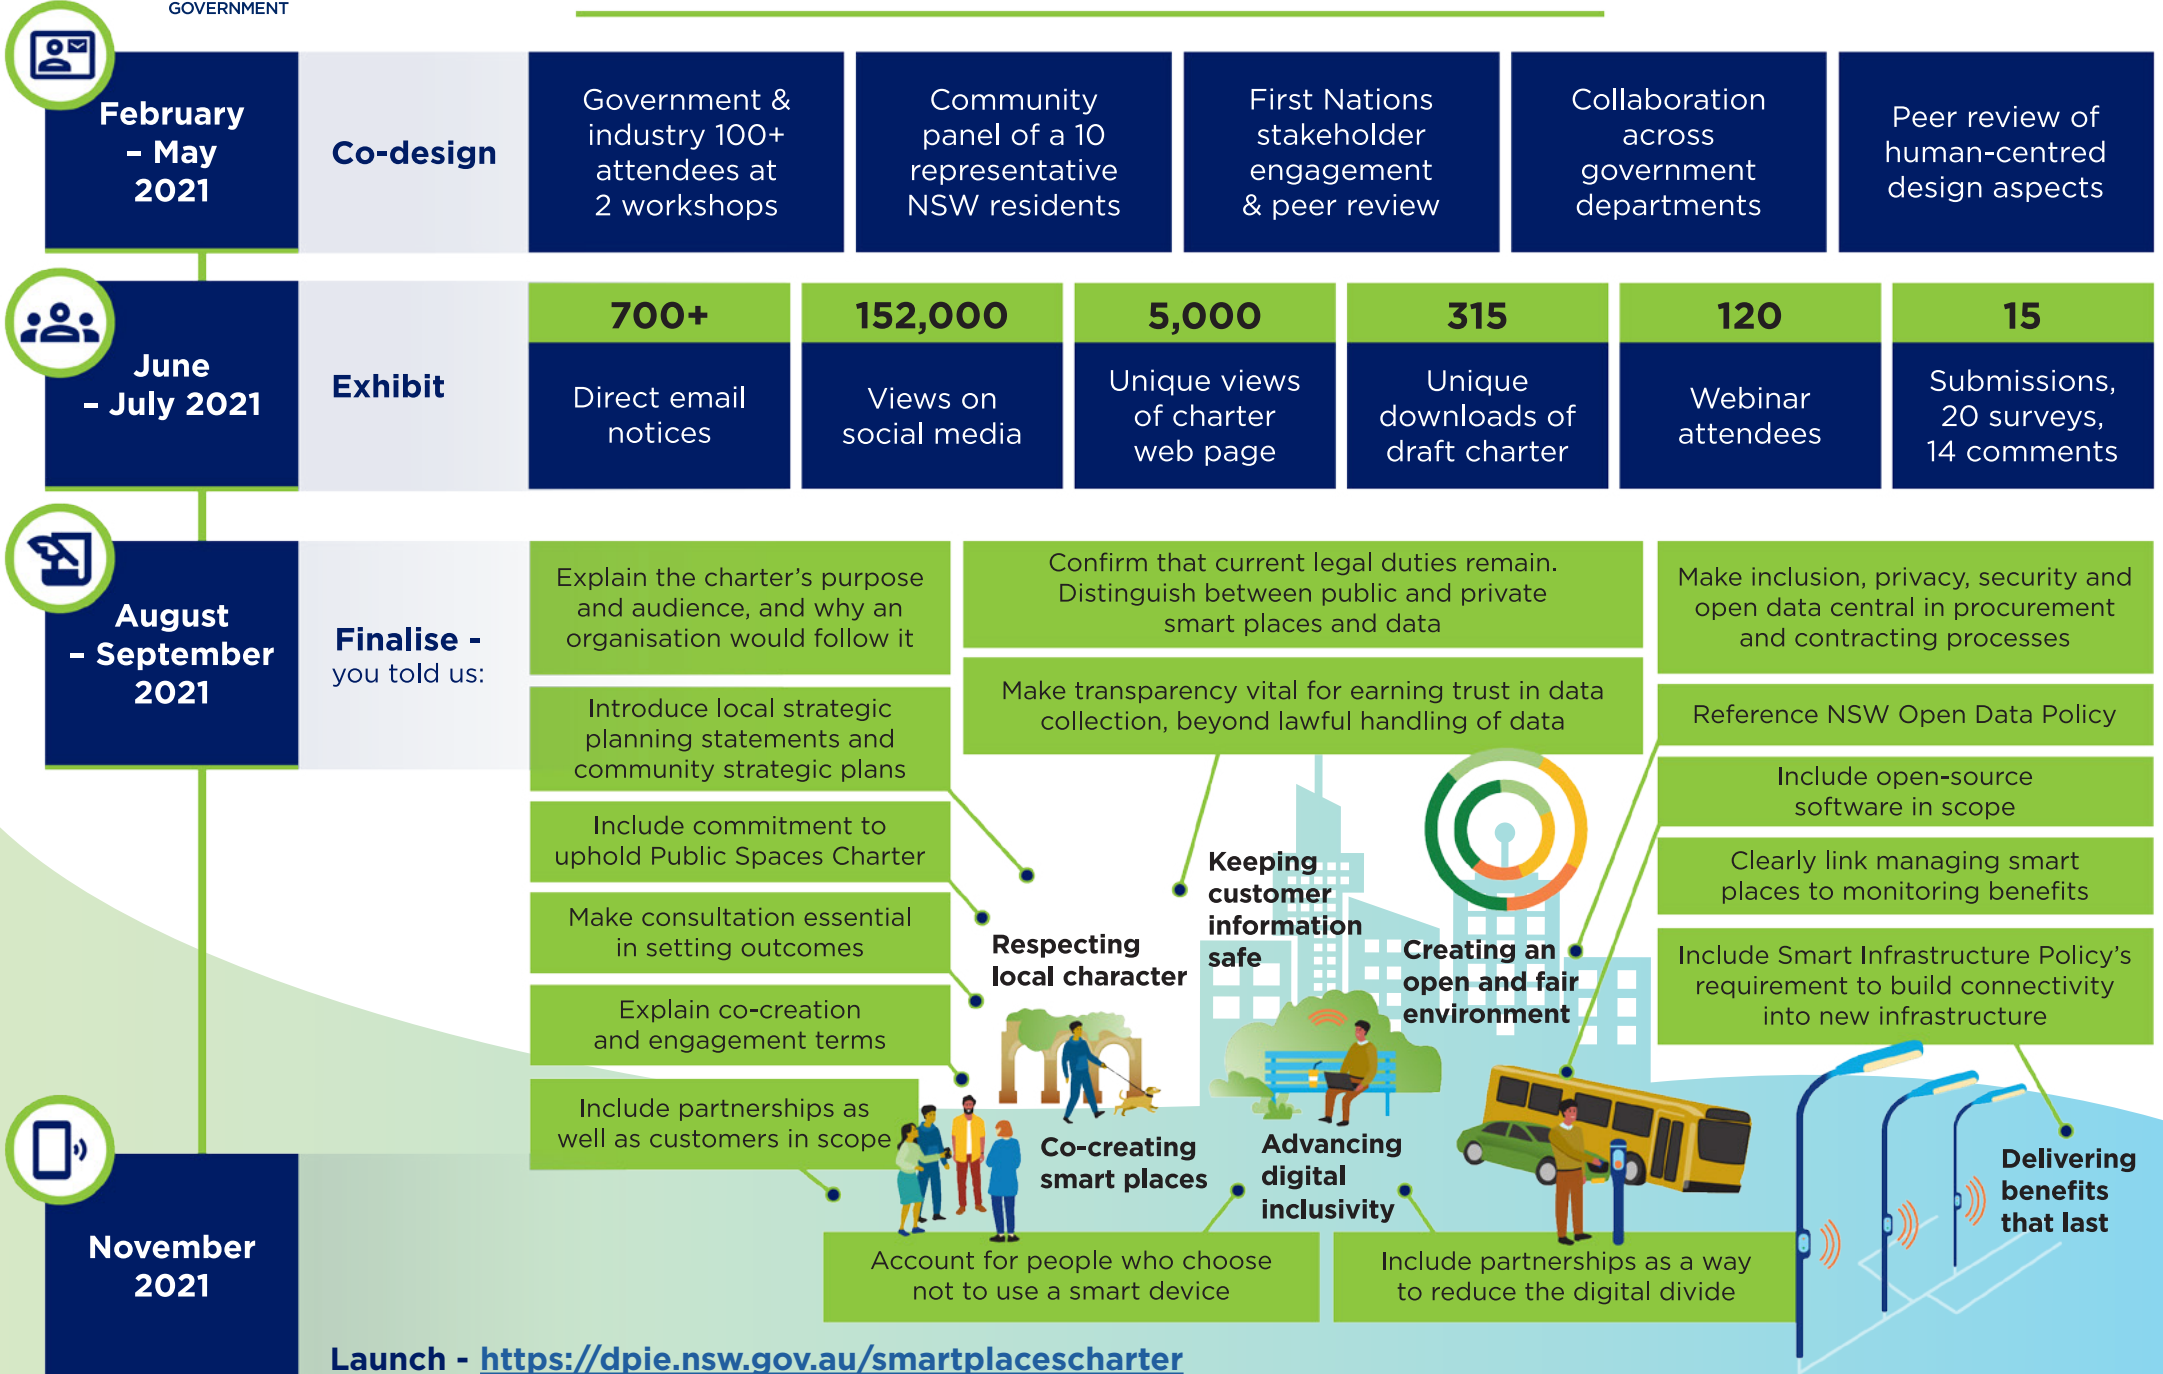 GOVERNMENT
February
– May
2021
Co-design
Government &
industry 100+
attendees at
2 workshops
Community
panel of a 10
representative
NSW residents
First Nations
stakeholder
engagement
& peer review
Collaboration
across
government
departments
Peer review of
human-centred
design aspects
June
– July 2021
Exhibit
700+
Direct email
notices
152,000
Views on
social media
5,000
Unique views
of charter
web page
315
Unique
downloads of
draft charter
120
Webinar
attendees
15
Submissions,
20 surveys,
14 comments
August
– September
2021
Finalise -
you told us:
Explain the charter’s purpose
and audience, and why an
organisation would follow it
Introduce local strategic
planning statements and
community strategic plans
Include commitment to
uphold Public Spaces Charter
Make consultation essential
in setting outcomes
Explain co-creation
and engagement terms
Include partnerships as
well as customers in scope
Confirm that current legal duties remain.
Distinguish between public and private
smart places and data
Make transparency vital for earning trust in data
collection, beyond lawful handling of data
Make inclusion, privacy, security and
open data central in procurement
and contracting processes
Reference NSW Open Data Policy
Include open-source
software in scope
Clearly link managing smart
places to monitoring benefits
Include Smart Infrastructure Policy’s
requirement to build connectivity
into new infrastructure
Respecting
local character
Keeping
customer
information
safe
Creating an
open and fair
environment
Co-creating
smart places
Advancing
digital
inclusivity
Delivering
benefits
that last
Account for people who choose
not to use a smart device
Include partnerships as a way
to reduce the digital divide
November
2021
Launch - https://dpie.nsw.gov.au/smartplacescharter